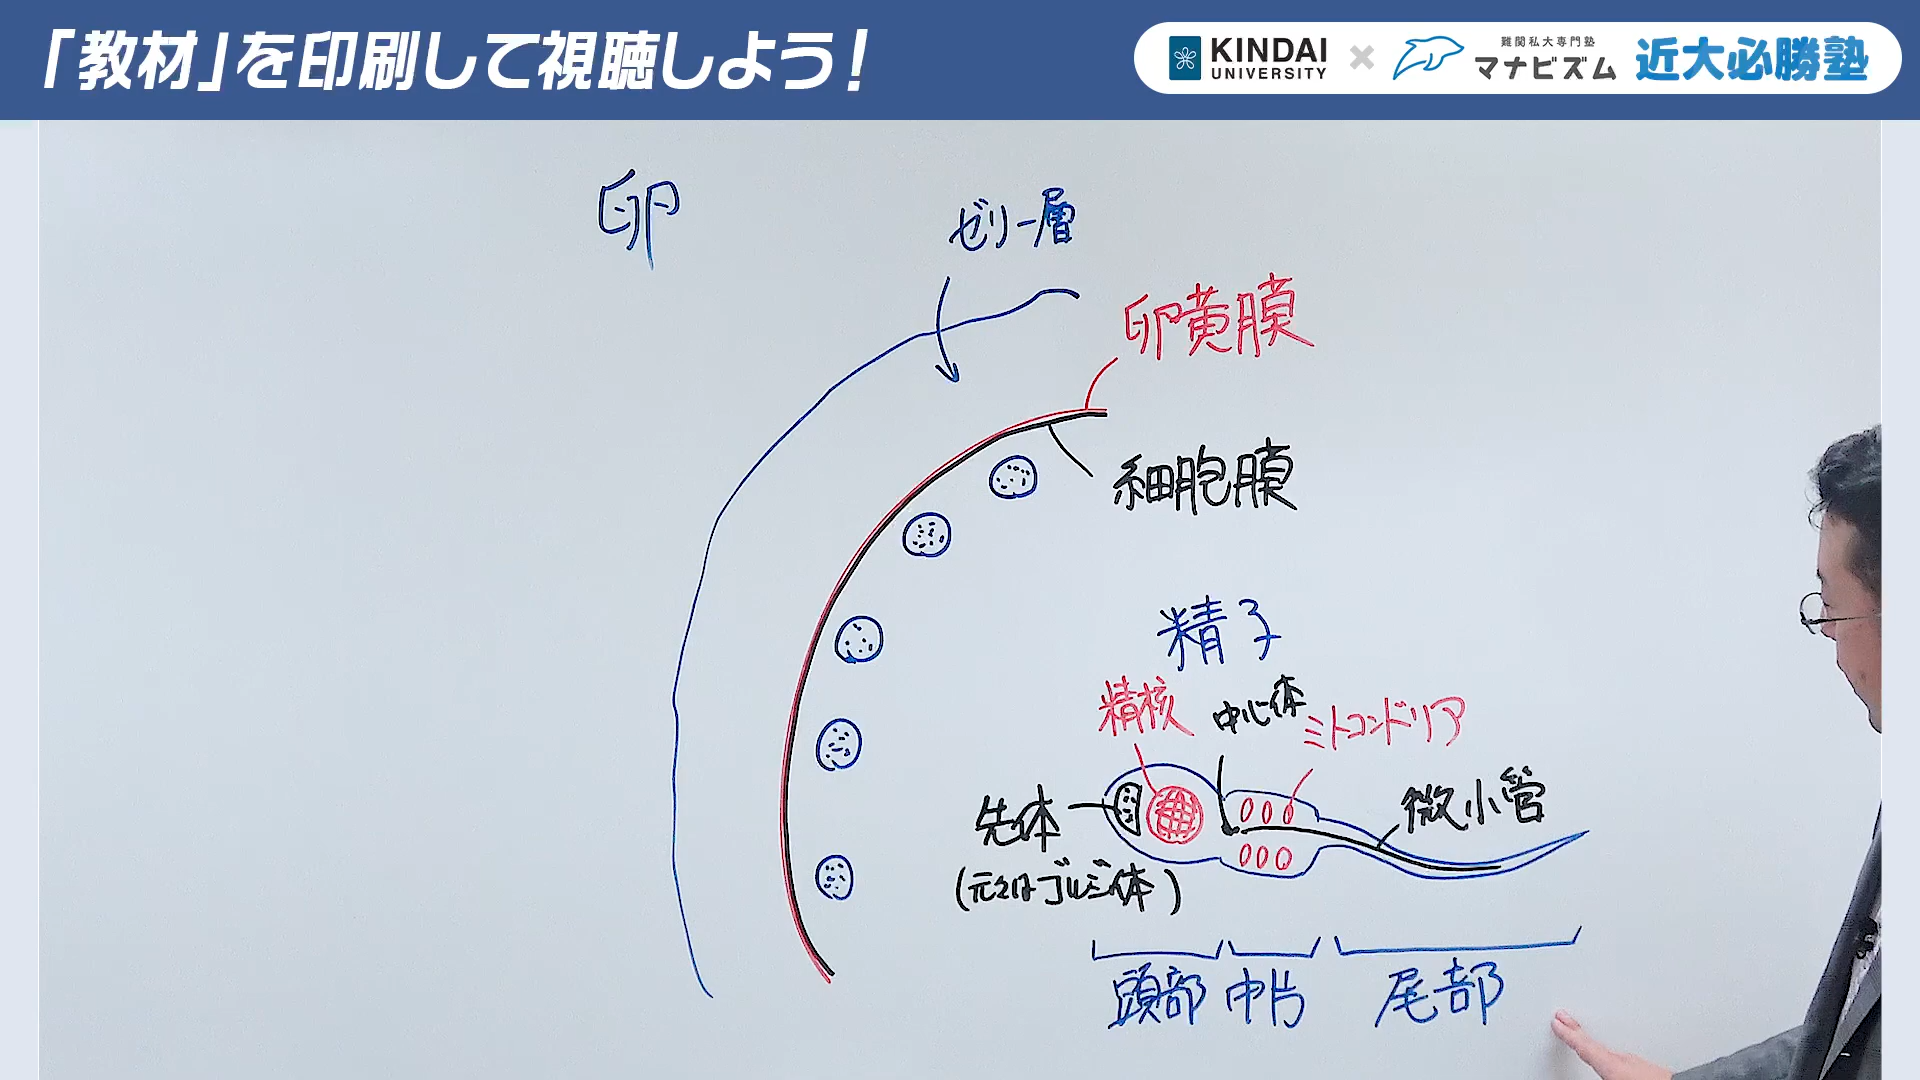 「教材」を印刷して視聴しよう！
KINDAI UNIVERSITY × 難関私大専門塾 マナビズム 近大必勝塾
卵
ゼリー層
卵黄膜
細胞膜
精子
精核
中心体
ミトコンドリア
微小管
先体
(元々はゴルジ体)
頭部 中片 尾部